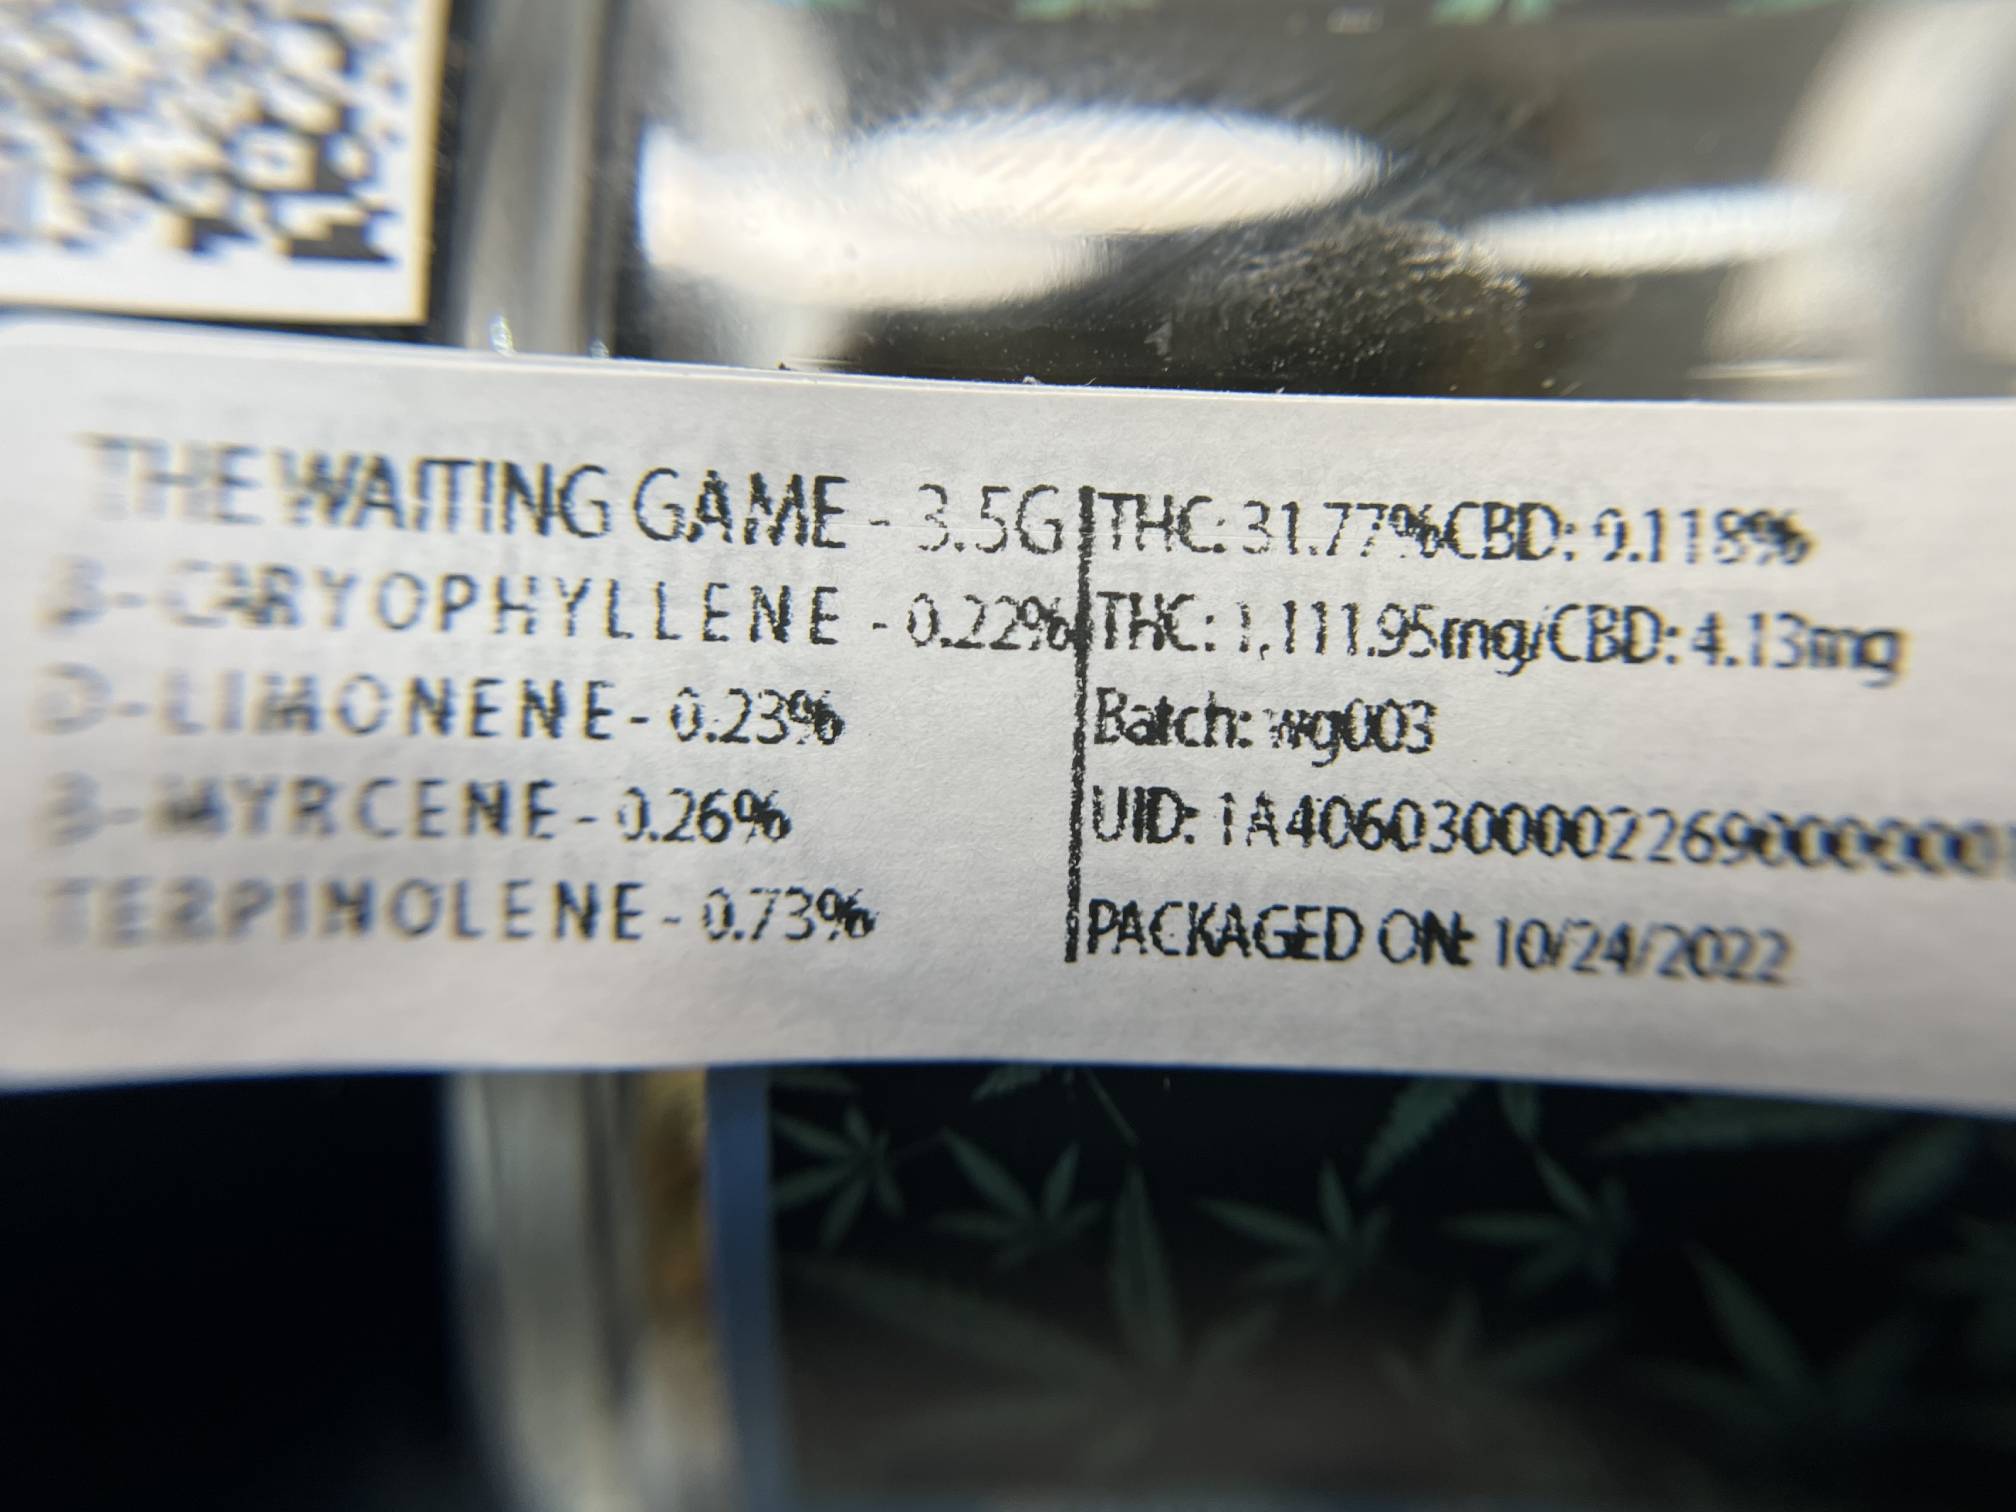 THE WAITING GAME - 3.5G
Β-CARYOPHYLLENE - 0.22%
D-LIMONENE - 0.23%
Β-MYRCENE - 0.26%
TERPINOLENE - 0.73%
THC: 31.77%CBD: 0.118%
THC: 1,111.95mg/CBD: 4.13mg
Batch: wg003
UID:
PACKAGED ON: 10/24/2022